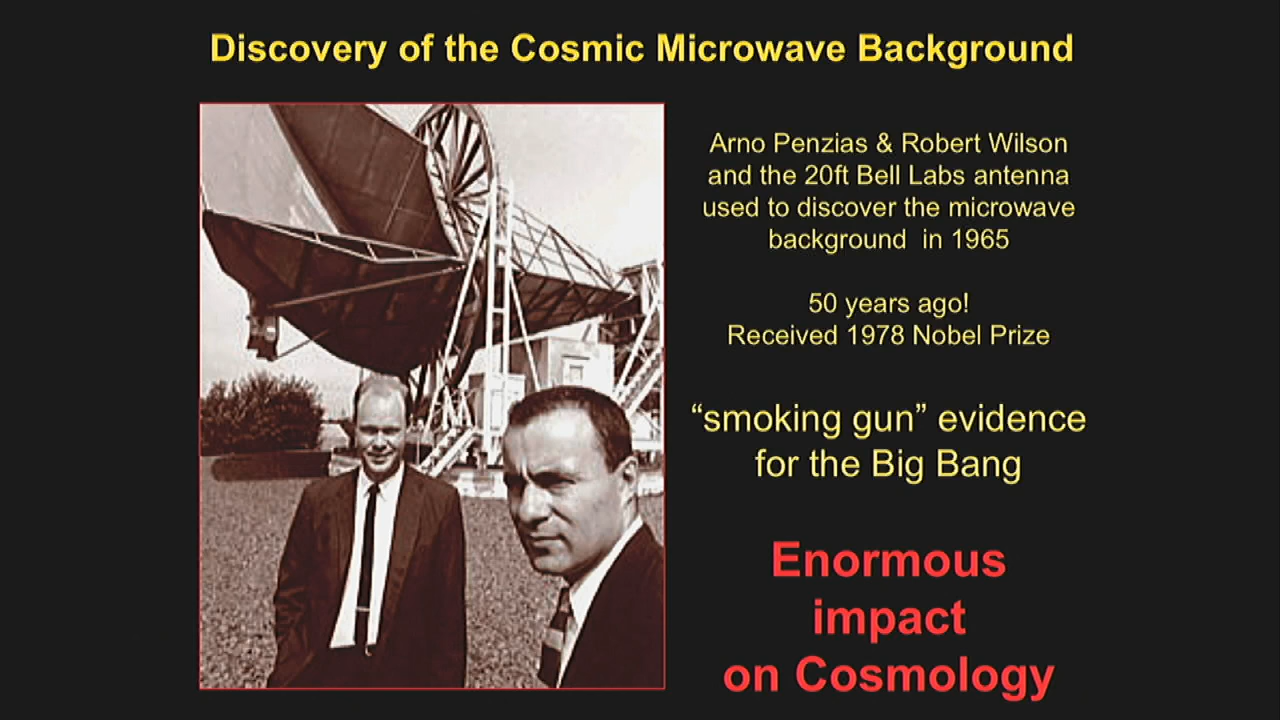 Discovery of the Cosmic Microwave Background
Arno Penzias & Robert Wilson
and the 20ft Bell Labs antenna
used to discover the microwave
background  in 1965
50 years ago!
Received 1978 Nobel Prize
“smoking gun” evidence
for the Big Bang
Enormous
impact
on Cosmology